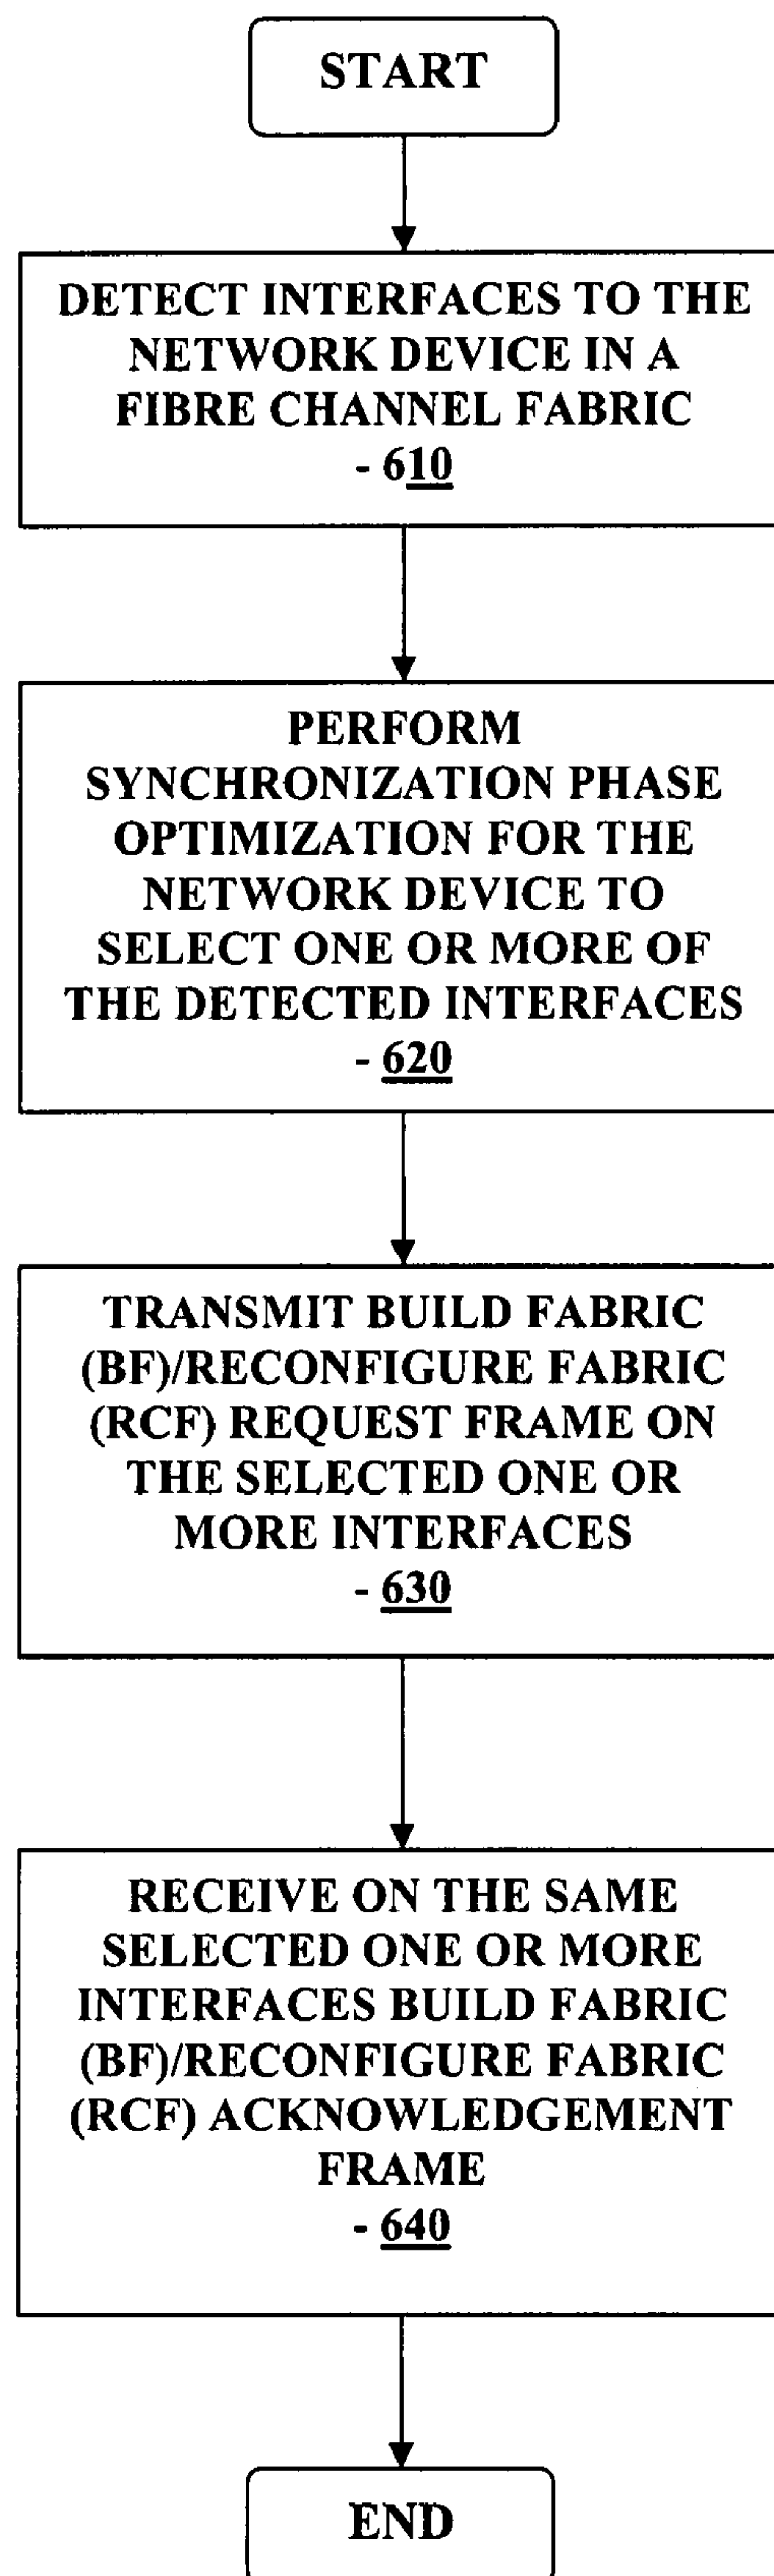 START
DETECT INTERFACES TO THE
NETWORK DEVICE IN A
FIBRE CHANNEL FABRIC
- 610
PERFORM
SYNCHRONIZATION PHASE
OPTIMIZATION FOR THE
NETWORK DEVICE TO
SELECT ONE OR MORE OF
THE DETECTED INTERFACES
- 620
TRANSMIT BUILD FABRIC
(BF)/RECONFIGURE FABRIC
(RCF) REQUEST FRAME ON
THE SELECTED ONE OR
MORE INTERFACES
- 630
RECEIVE ON THE SAME
SELECTED ONE OR MORE
INTERFACES BUILD FABRIC
(BF)/RECONFIGURE FABRIC
(RCF) ACKNOWLEDGEMENT
FRAME
- 640
END